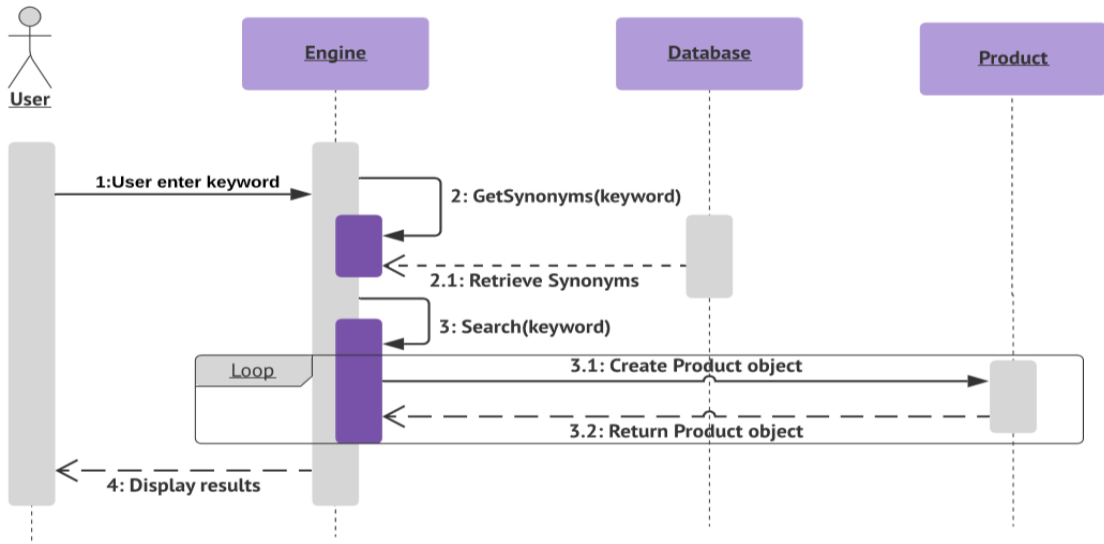 User
Engine
Database
Product
1:User enter keyword
2: GetSynonyms(keyword)
2.1: Retrieve Synonyms
3: Search(keyword)
Loop
3.1: Create Product object
3.2: Return Product object
4: Display results